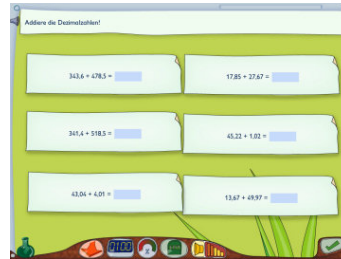 Addiere die Dezimalzahlen!
343,6 + 478,5 =
17,85 + 27,67 =
341,4 + 518,5 =
45,22 + 1,02 =
43,04 + 4,01 =
13,67 + 49,97 =